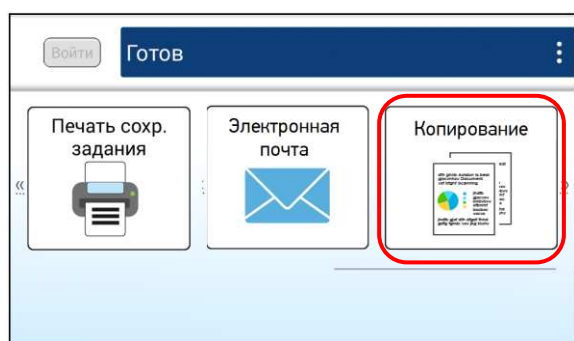 Войти
Готов
Печать сохр.
задания
Электронная
почта
Копирование